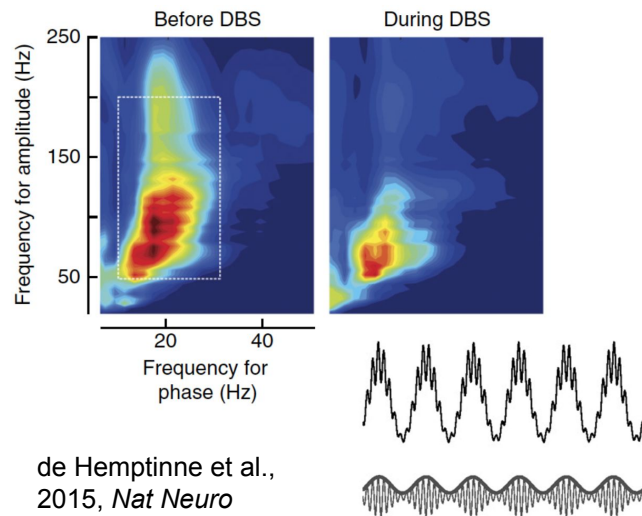 Before DBS
During DBS
Frequency for amplitude (Hz)
250
150
50
20
40
Frequency for
phase (Hz)
de Hemptinne et al.,
2015, Nat Neuro